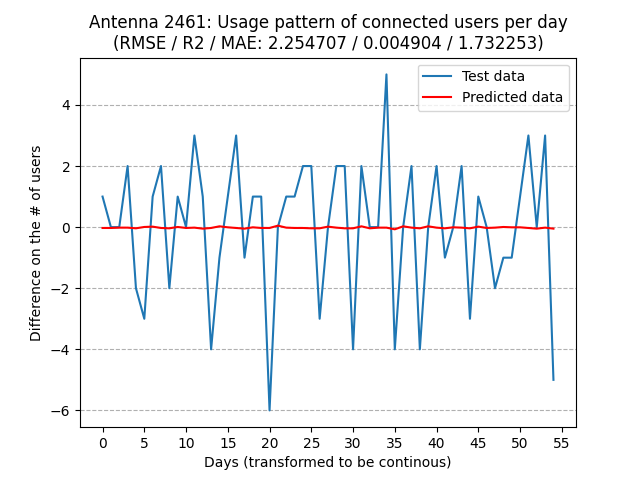 Antenna 2461: Usage pattern of connected users per day
(RMSE / R2 / MAE: 2.254707 / 0.004904 / 1.732253)
Test data
Predicted data
Difference on the # of users
4
2
0
−2
−4
−6
0 5 10 15 20 25 30 35 40 45 50 55
Days (transformed to be continous)